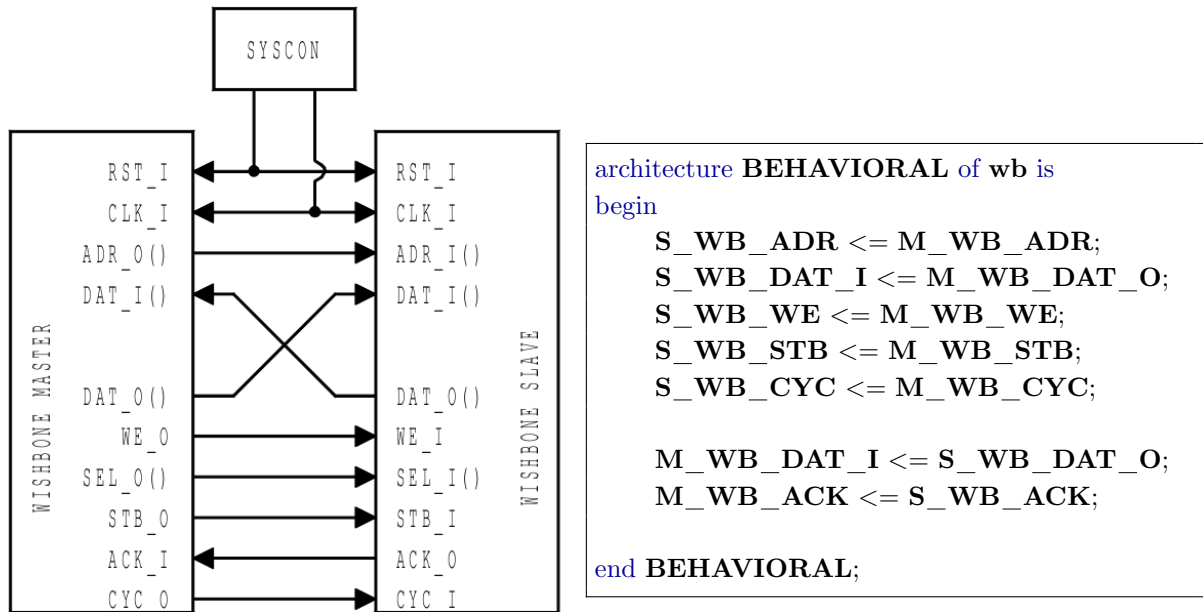 SYSCON
RST_I
CLK_I
ADR_O()
DAT_I()
DAT_O()
WE_O
SEL_O()
STB_O
ACK_I
CYC_O
WISHBONE MASTER
RST_I
CLK_I
ADR_I()
DAT_I()
DAT_O()
WE_I
SEL_I()
STB_I
ACK_O
CYC_I
WISHBONE SLAVE
architecture BEHAVIORAL of wb is
begin
S_WB_ADR <= M_WB_ADR;
S_WB_DAT_I <= M_WB_DAT_O;
S_WB_WE <= M_WB_WE;
S_WB_STB <= M_WB_STB;
S_WB_CYC <= M_WB_CYC;
M_WB_DAT_I <= S_WB_DAT_O;
M_WB_ACK <= S_WB_ACK;
end BEHAVIORAL;